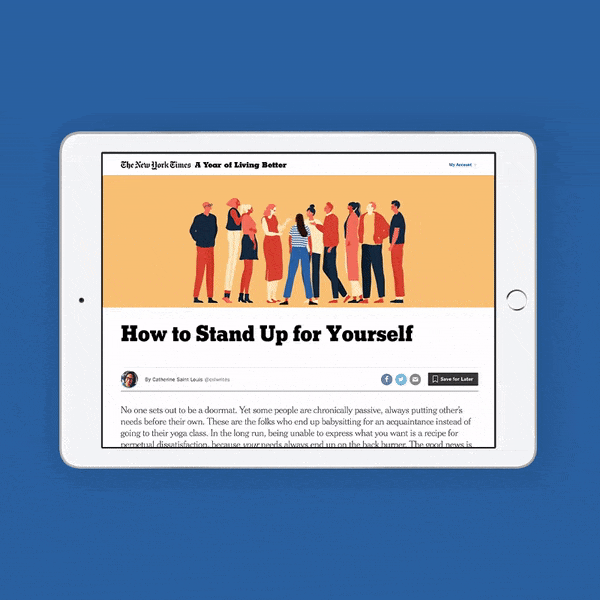 The New York Times A Year of Living Better
My Account
How to Stand Up for Yourself
By Catherine Saint Louis @cstwrites
Save for Later
No one sets out to be a doormat. Yet some people are chronically passive, always putting other's
needs before their own. These are the folks who end up babysitting for an acquaintance instead of
going to their yoga class. In the long run, being unable to express what you want is a recipe for
perpetual dissatisfaction, because your needs always end up on the back burner. The good news is